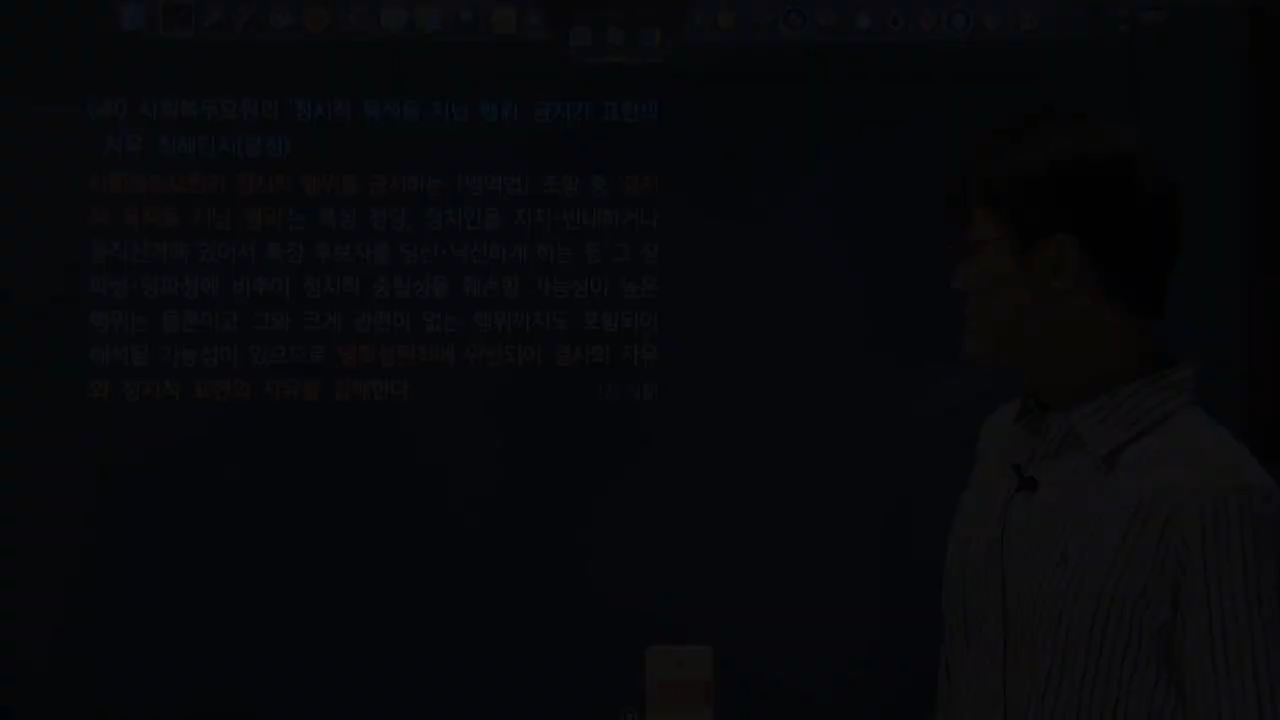 사회복무요원의 정치적 목적을 지닌 행위 금지가 표현의
자유 침해인지(긍정)
사회복무요원이 정치적 행위를 금지하는 「병역법」 조항 중 '정치
적 목적을 지닌 행위'는 특정 정당, 정치인을 지지·반대하거나
공직선거에 있어서 특정 후보자를 당선·낙선하게 하는 등 그 정
비추어 정치적 중립성을 훼손할 가능성이 높은
행위는 물론이고 그와 크게 관련이 없는 행위까지도 포함되어
해석될 가능성이 있으므로 명확성원칙에 위반되어 결사의 자유
와 정치적 표현의 자유를 침해한다